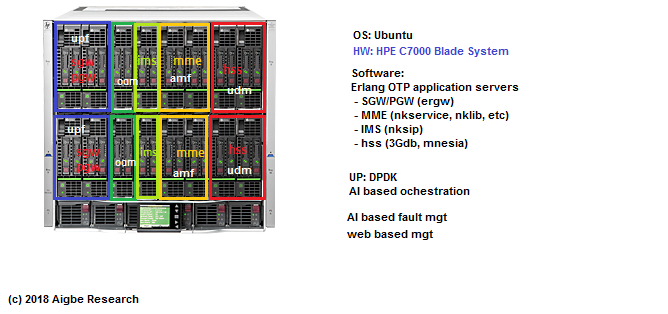 upf
sgw
pgw
ogm
ims
mme
amf
hss
udm
upf
sgw
pgw
ogm
ims
mme
amf
hss
udm
OS: Ubuntu
HW: HPE C7000 Blade System
Software:
Erlang OTP application servers
- SGW/PGW (ergw)
- MME (nkservice, nklib, etc)
- IMS (nksip)
- hss (3Gdb, mnesia)
UP: DPDK
AI based ochestration
AI based fault mgt
web based mgt
(c) 2018 Aigbe Research